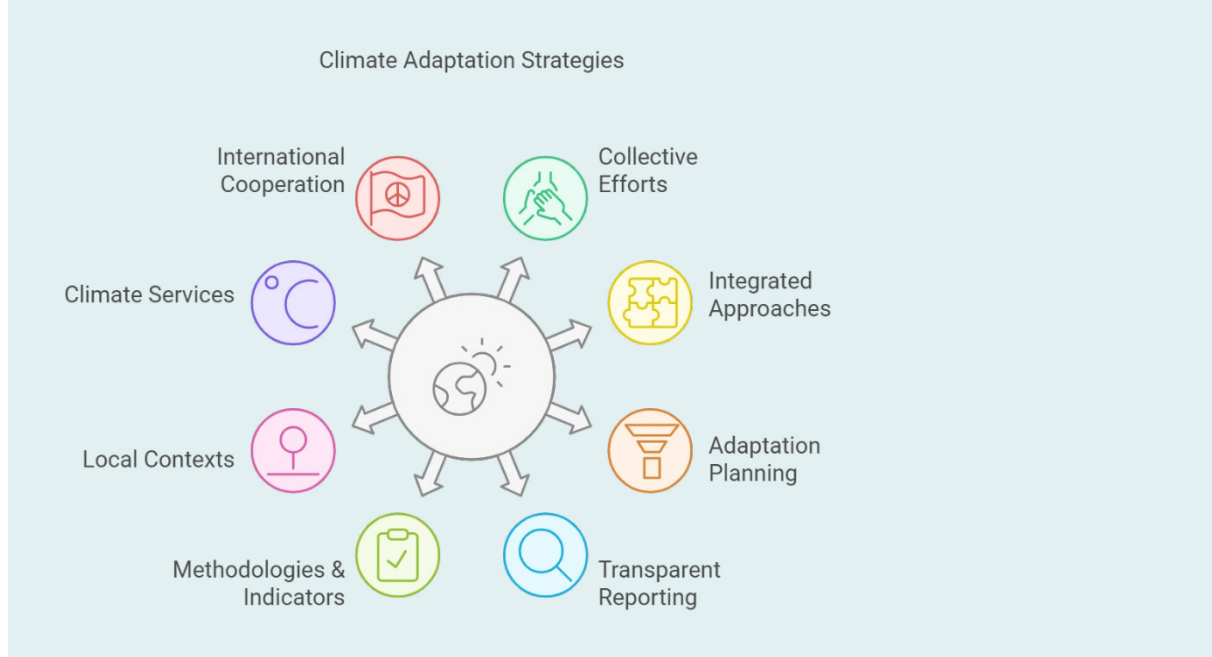 Climate Adaptation Strategies
International
Cooperation
Collective
Efforts
Climate Services
Integrated
Approaches
Local Contexts
Adaptation
Planning
Methodologies &
Indicators
Transparent
Reporting